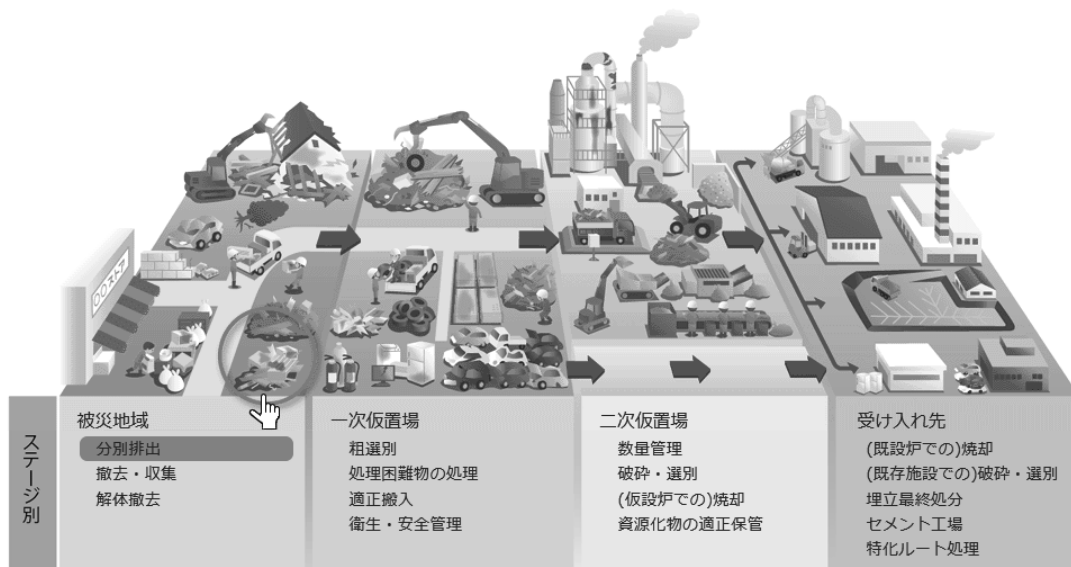 〇〇ストア
ステージ別
被災地域
分別排出
撤去・収集
解体撤去
一次仮置場
粗選別
処理困難物の処理
適正搬入
衛生・安全管理
二次仮置場
数量管理
破砕・選別
(仮設炉での)焼却
資源化物の適正保管
受け入れ先
(既設炉での)焼却
(既存施設での)破砕・選別
埋立最終処分
セメント工場
特化ルート処理